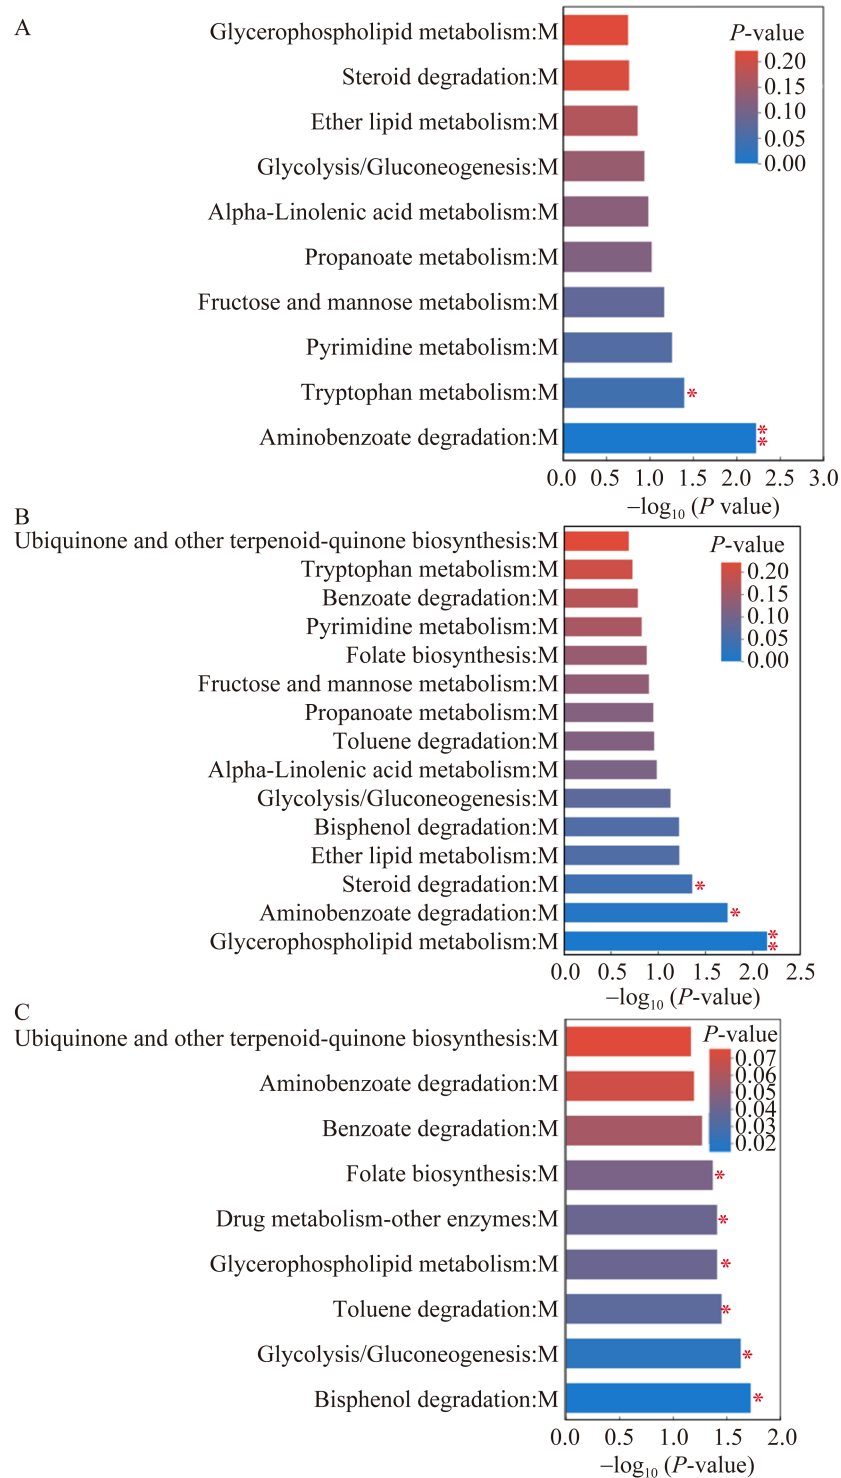 A
Glycerophospholipid metabolism:M
Steroid degradation:M
Ether lipid metabolism:M
Glycolysis/Gluconeogenesis:M
Alpha-Linolenic acid metabolism:M
Propanoate metabolism:M
Fructose and mannose metabolism:M
Pyrimidine metabolism:M
Tryptophan metabolism:M *
Aminobenzoate degradation:M **
P-value
0.20
0.15
0.10
0.05
0.00
0.0 0.5 1.0 1.5 2.0 2.5 3.0
−log₁₀ (P value)
B
Ubiquinone and other terpenoid-quinone biosynthesis:M
Tryptophan metabolism:M
Benzoate degradation:M
Pyrimidine metabolism:M
Folate biosynthesis:M
Fructose and mannose metabolism:M
Propanoate metabolism:M
Toluene degradation:M
Alpha-Linolenic acid metabolism:M
Glycolysis/Gluconeogenesis:M
Bisphenol degradation:M
Ether lipid metabolism:M
Steroid degradation:M *
Aminobenzoate degradation:M *
Glycerophospholipid metabolism:M **
P-value
0.20
0.15
0.10
0.05
0.00
0.0 0.5 1.0 1.5 2.0 2.5
−log₁₀ (P-value)
C
Ubiquinone and other terpenoid-quinone biosynthesis:M
Aminobenzoate degradation:M
Benzoate degradation:M
Folate biosynthesis:M *
Drug metabolism-other enzymes:M *
Glycerophospholipid metabolism:M *
Toluene degradation:M *
Glycolysis/Gluconeogenesis:M *
Bisphenol degradation:M *
P-value
0.07
0.06
0.05
0.04
0.03
0.02
0.0 0.5 1.0 1.5 2.0
−log₁₀ (P-value)